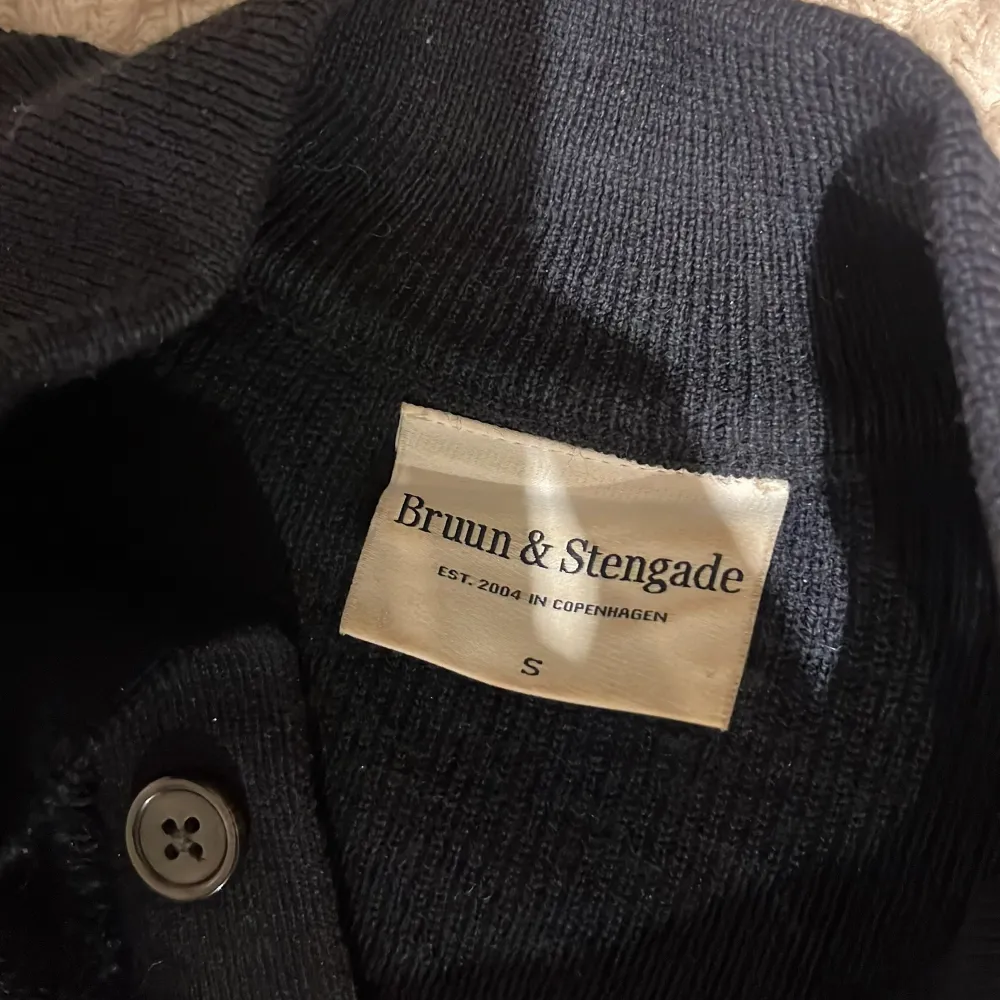 Bruun & Stengade
EST. 2004 IN COPENHAGEN
S